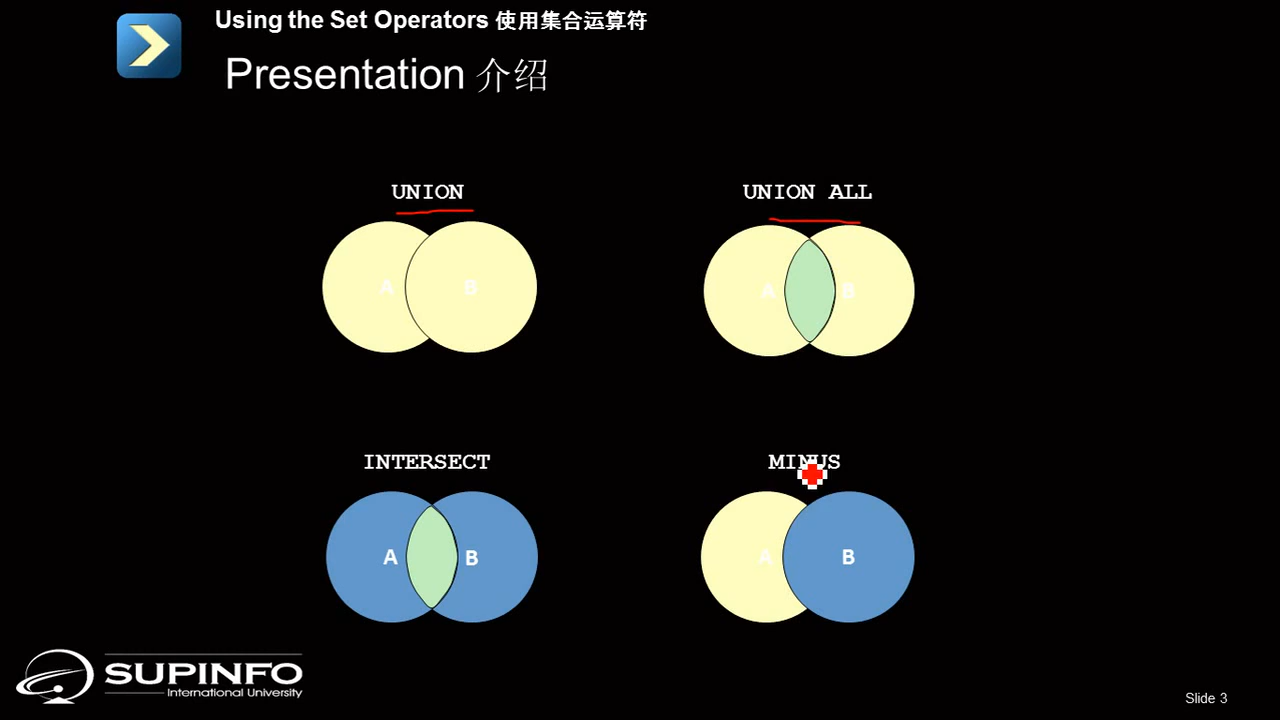 Using the Set Operators 使用集合运算符
Presentation 介绍
UNION
UNION ALL
A
B
A
B
INTERSECT
MINUS
A
B
A
B
SUPINFO
International University
Slide 3